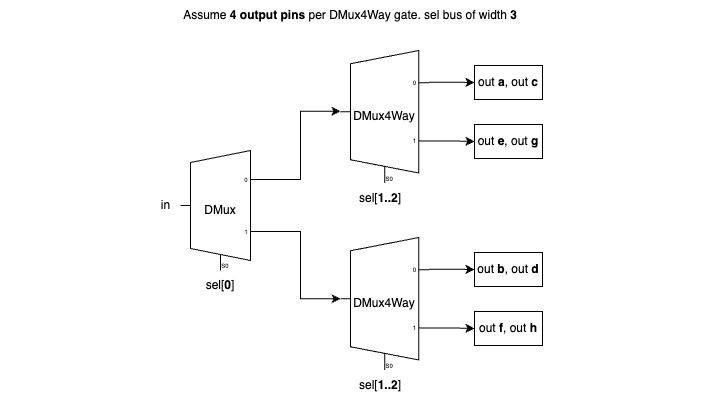 Assume 4 output pins per DMux4Way gate. sel bus of width 3
0
out a, out c
DMux4Way
1
out e, out g
S0
sel[1..2]
0
in
DMux
1
S0
sel[0]
0
out b, out d
DMux4Way
1
out f, out h
S0
sel[1..2]